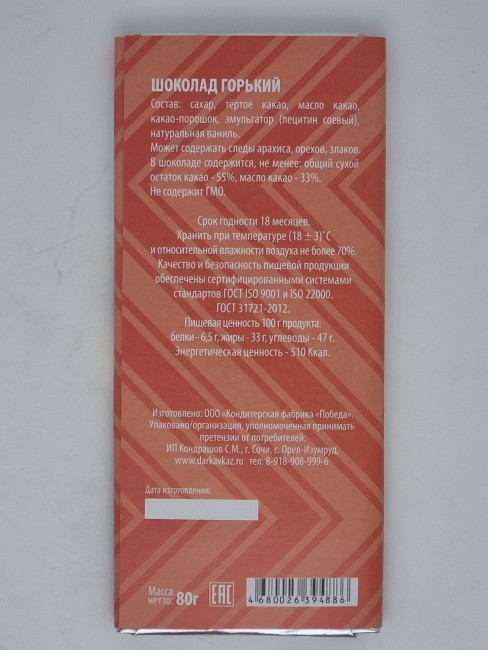 ШОКОЛАД ГОРЬКИЙ
Состав: сахар, тёртое какао, масло какао,
какао-порошок, эмульгатор (лецитин соевый),
натуральная ваниль.
Может содержать следы арахиса, орехов, злаков.
В шоколаде содержится, не менее: общий сухой
остаток какао - 55%, масло какао - 33%.
Не содержит ГМО.
Срок годности 18 месяцев.
Хранить при температуре (18 ± 3)˚С
и относительной влажности воздуха не более 70%.
Качество и безопасность пищевой продукции
обеспечены сертифицированными системами
стандартов ГОСТ ISO 9001 и ISO 22000.
ГОСТ 31721-2012.
Пищевая ценность 100 г продукта:
белки - 6,5 г, жиры - 33 г, углеводы - 47 г.
Энергетическая ценность - 510 Ккал.
Изготовлено: ООО «Кондитерская фабрика «Победа».
Упаковано/организация, уполномоченная принимать
претензии от потребителей:
ИП Кондрашов С.М., г. Сочи, с. Орел-Изумруд,
www.darkavkaz.ru тел: 8-918-908-999-6
Дата изготовления:
Масса
нетто: 80г
EAC
4680026394886